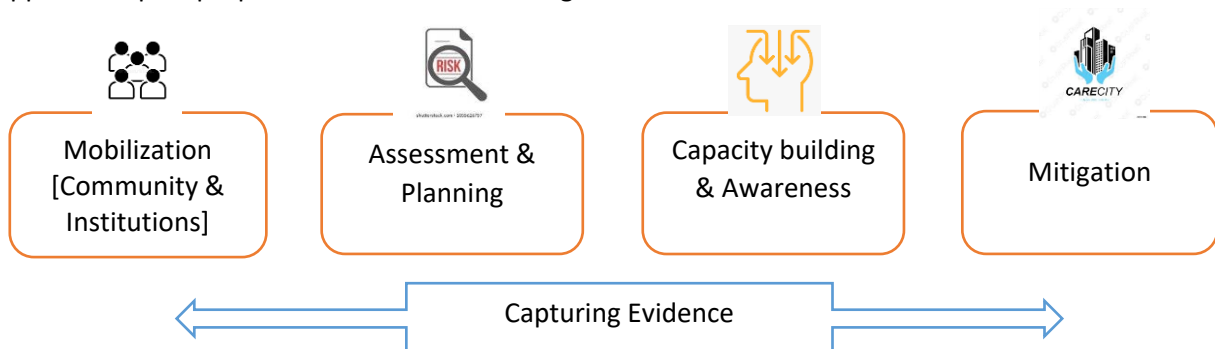 RISK
CARECITY
Mobilization
[Community &
Institutions]
Assessment &
Planning
Capacity building
& Awareness
Mitigation
Capturing Evidence